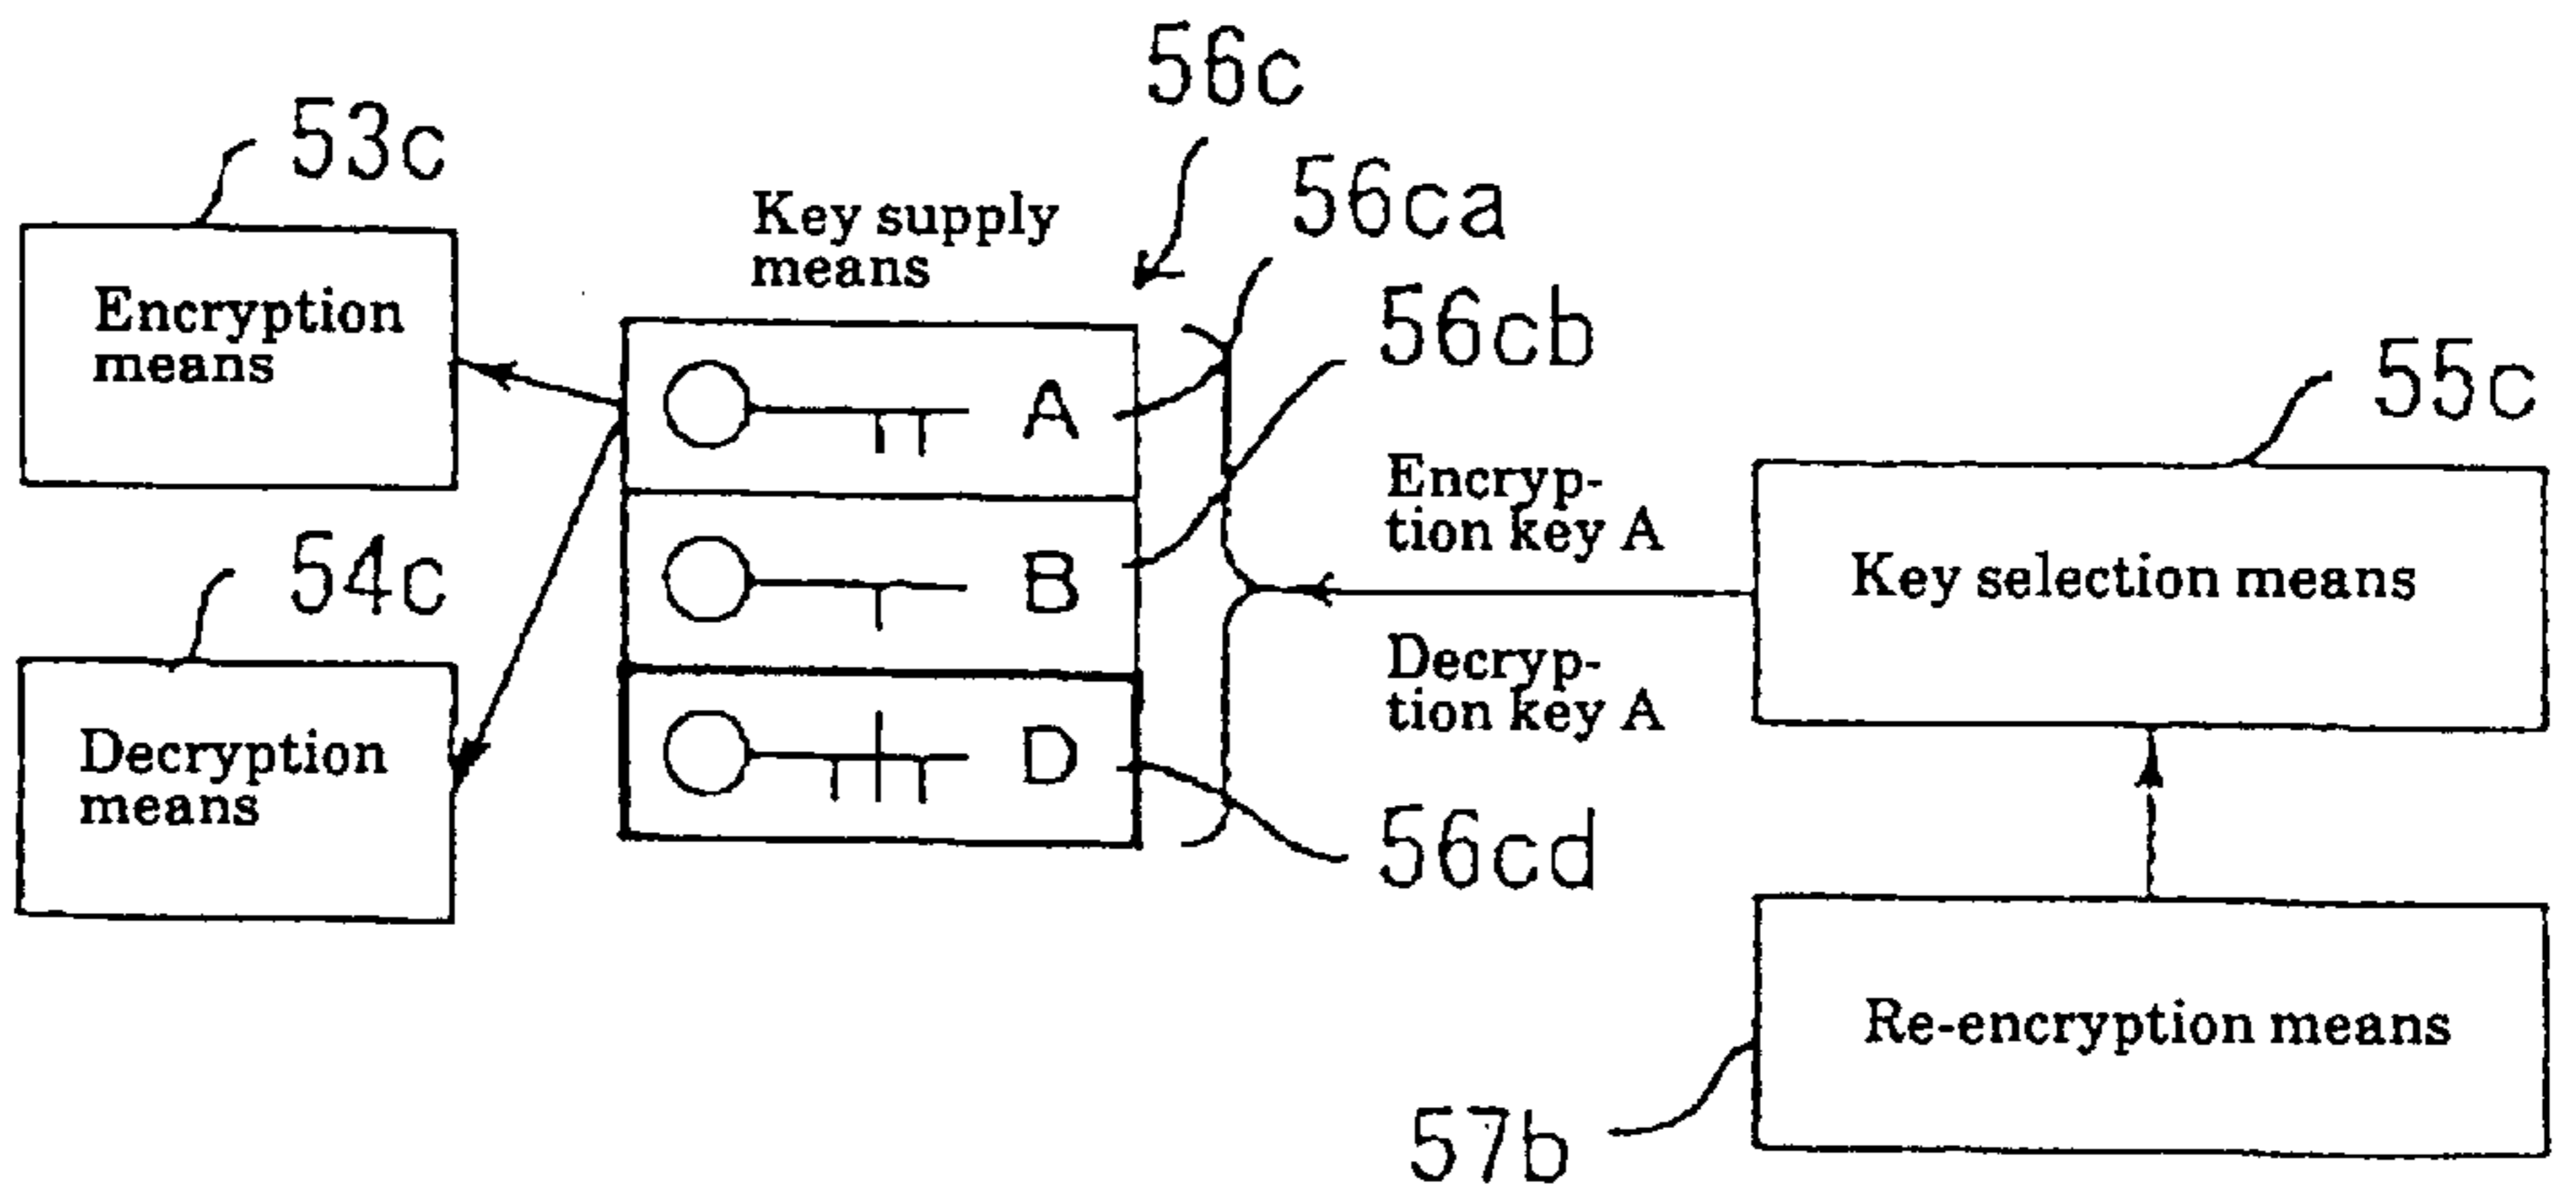 56c
53c
56ca
Key supply
means
56cb
Encryption
means
55c
A
Encryp-
tion key A
Key selection means
54c
B
Decryp-
tion key A
Decryption
means
D
56cd
Re-encryption means
57b